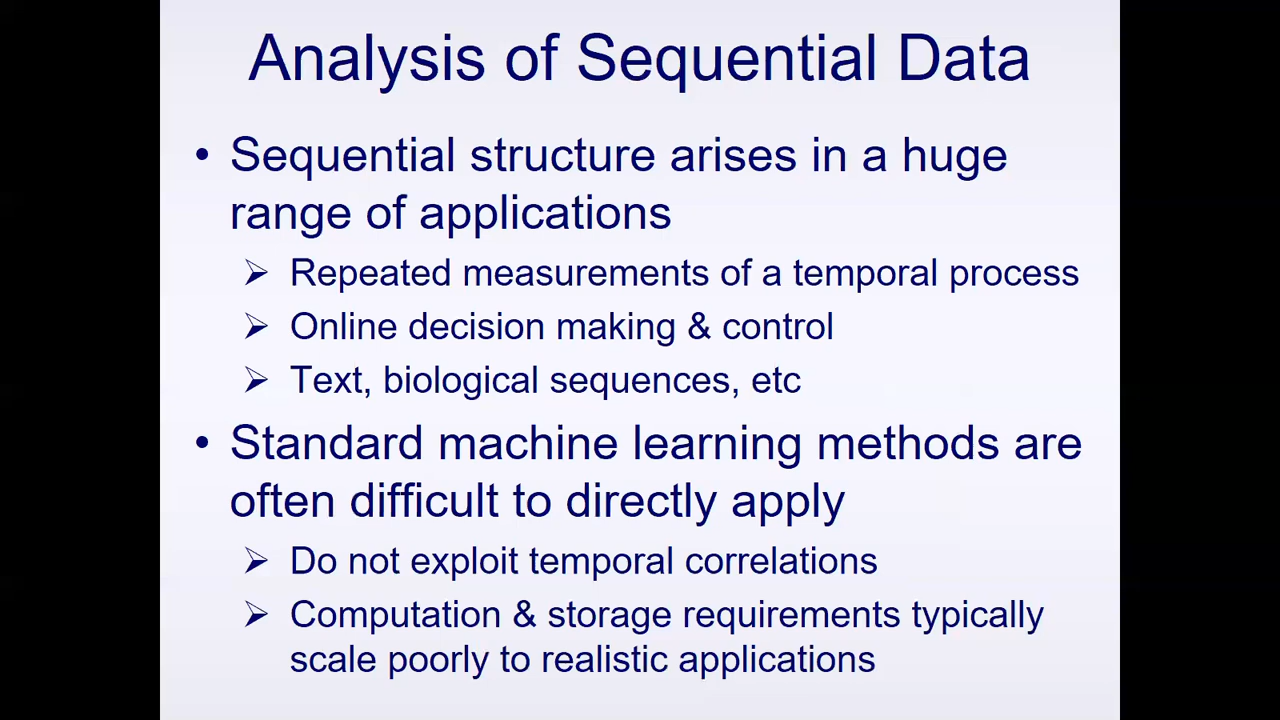 Analysis of Sequential Data
• Sequential structure arises in a huge
range of applications
➢ Repeated measurements of a temporal process
➢ Online decision making & control
➢ Text, biological sequences, etc
• Standard machine learning methods are
often difficult to directly apply
➢ Do not exploit temporal correlations
➢ Computation & storage requirements typically
scale poorly to realistic applications